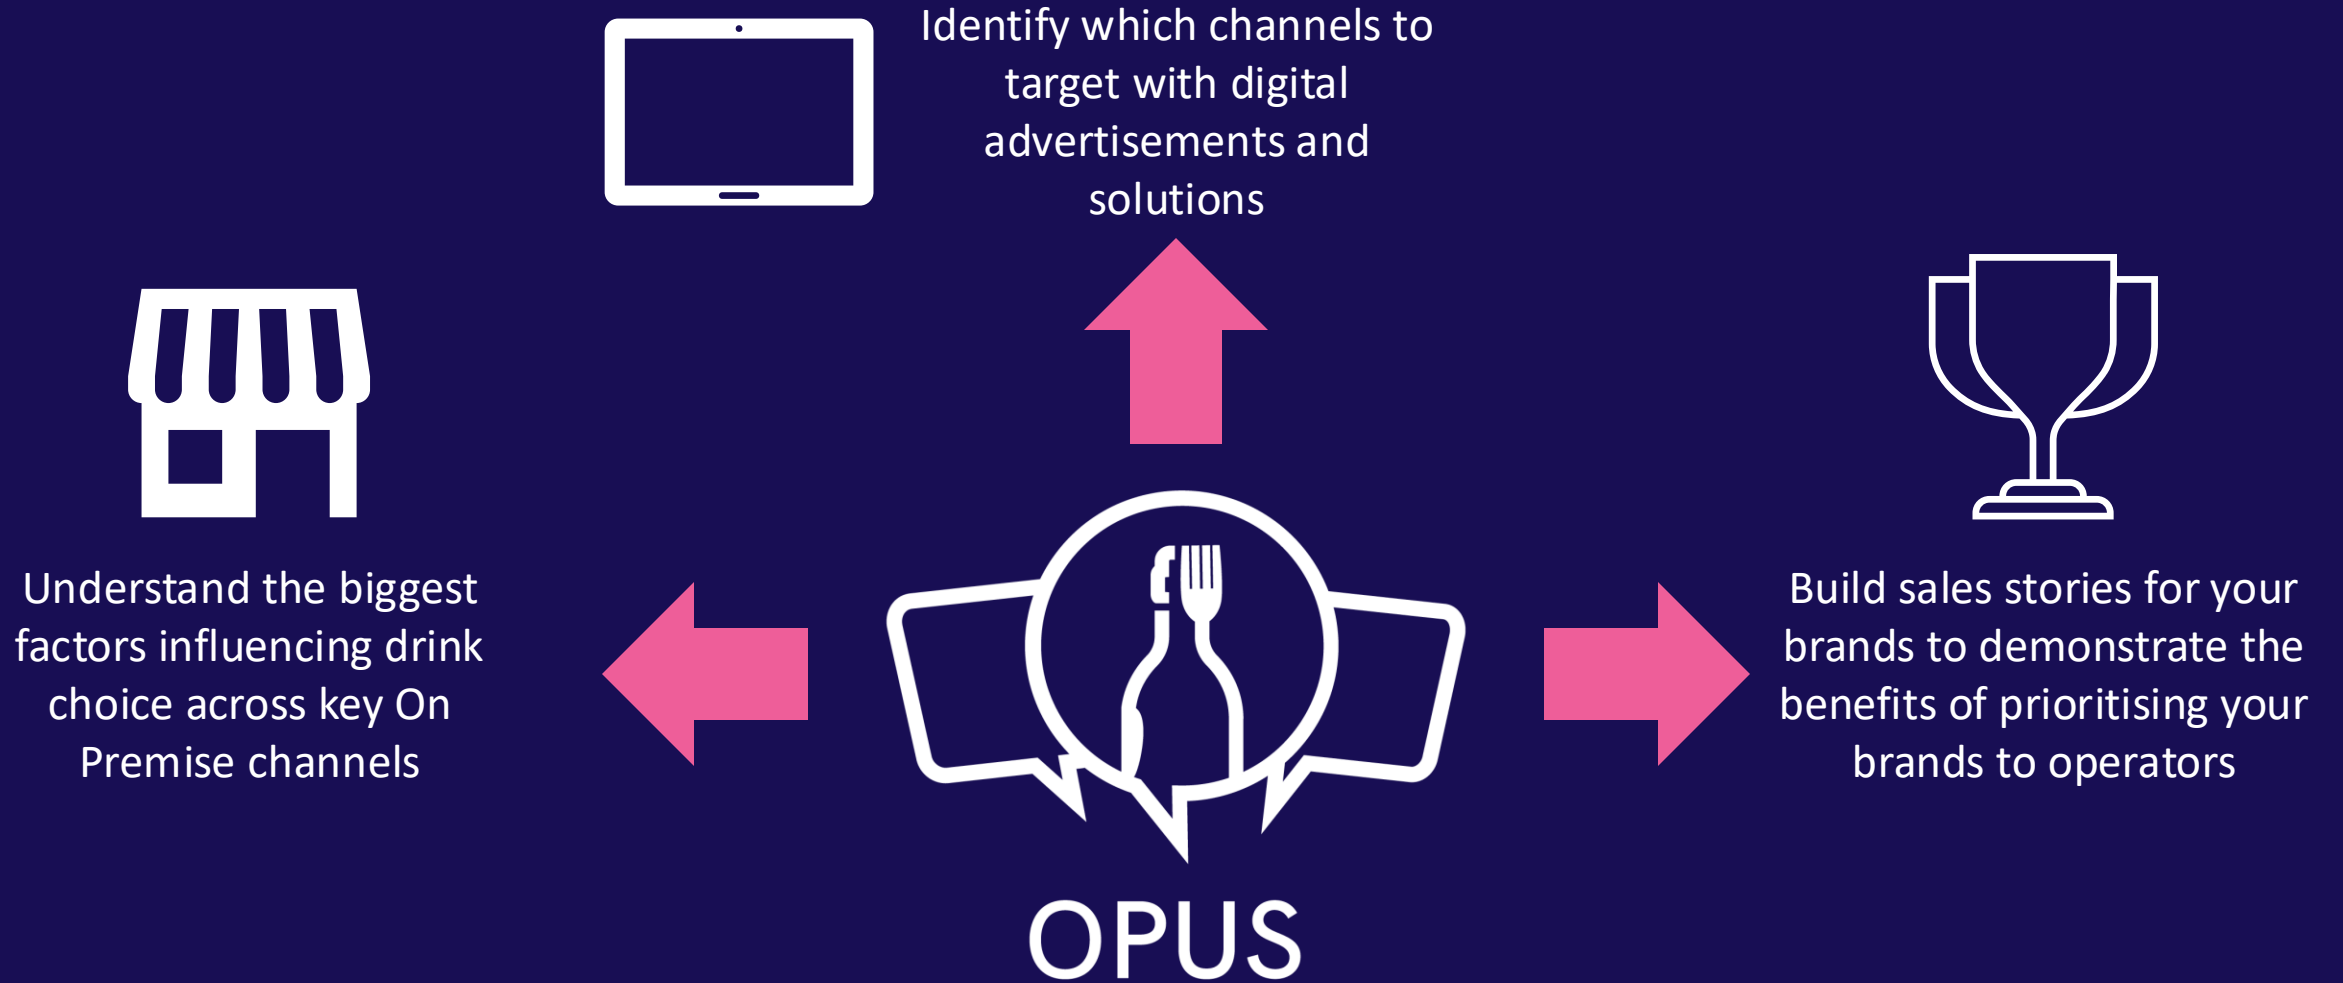 Identify which channels to
target with digital
advertisements and
solutions
Understand the biggest
factors influencing drink
choice across key On
Premise channels
Build sales stories for your
brands to demonstrate the
benefits of prioritising your
brands to operators
OPUS